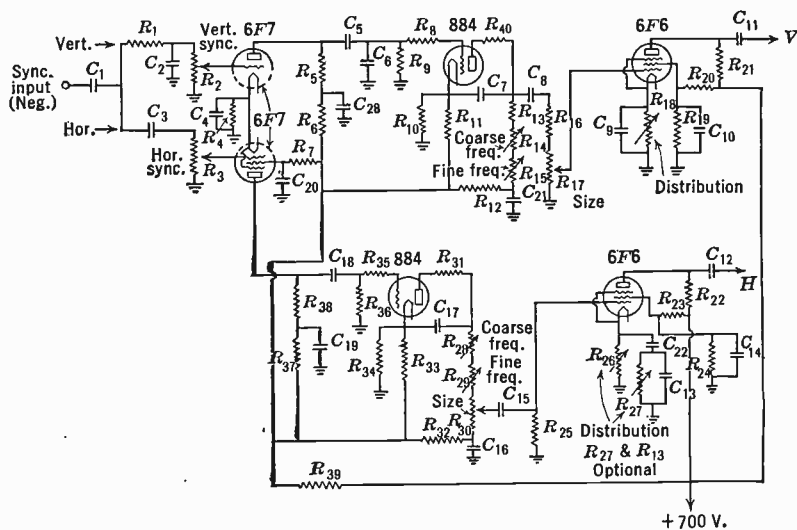 Vert.
Sync. input (Neg.)
Hor.
C1
R1
C2
R2
C3
R3
Vert. sync.
6F7
C4
R4
6F7
Hor. sync.
R5
C5
C6
R6
C28
R7
C20
R8
R9
884
R40
R10
C7
R11
C8
R13
Coarse freq.
R14
Fine freq.
R15
R12
C21
R16
R17
Size
6F6
C11
V
R21
R20
C9
R18
R19
C10
Distribution
C18
R35
884
R31
R38
R36
C17
C19
R37
R34
R33
Coarse freq.
R28
Fine freq.
R29
Size
R30
C15
R32
C16
R25
6F6
C12
H
R23
R22
R26
C22
R24
C14
R27
C13
Distribution
R27 & R13
Optional
R39
+700 V.